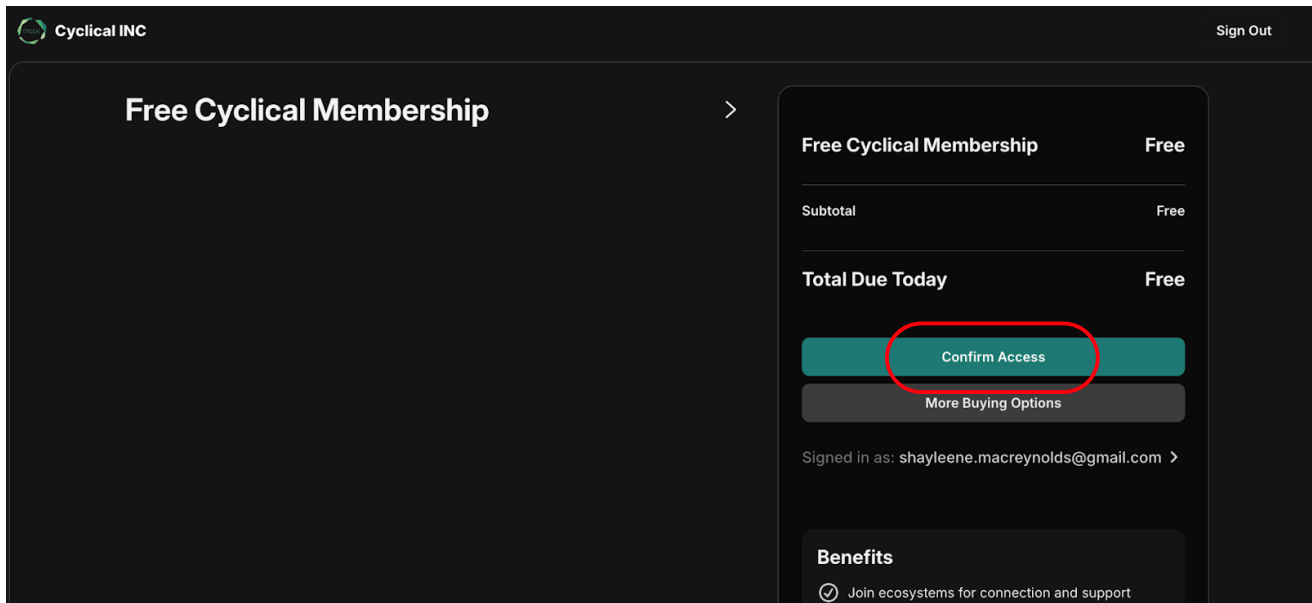 Cyclical INC
Sign Out
Free Cyclical Membership
Free Cyclical Membership Free
Subtotal Free
Total Due Today Free
Confirm Access
More Buying Options
Signed in as: shayleene.macreynolds@gmail.com
Benefits
Join ecosystems for connection and support